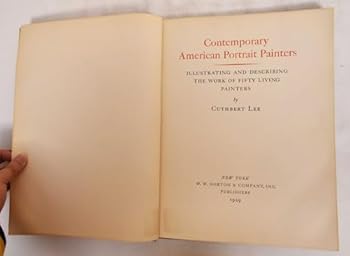 Contemporary
American Portrait Painters
ILLUSTRATING AND DESCRIBING
THE WORK OF FIFTY LIVING
PAINTERS
by
CUTHBERT LEE
NEW YORK
W. W. NORTON & COMPANY, INC.
PUBLISHERS
1929